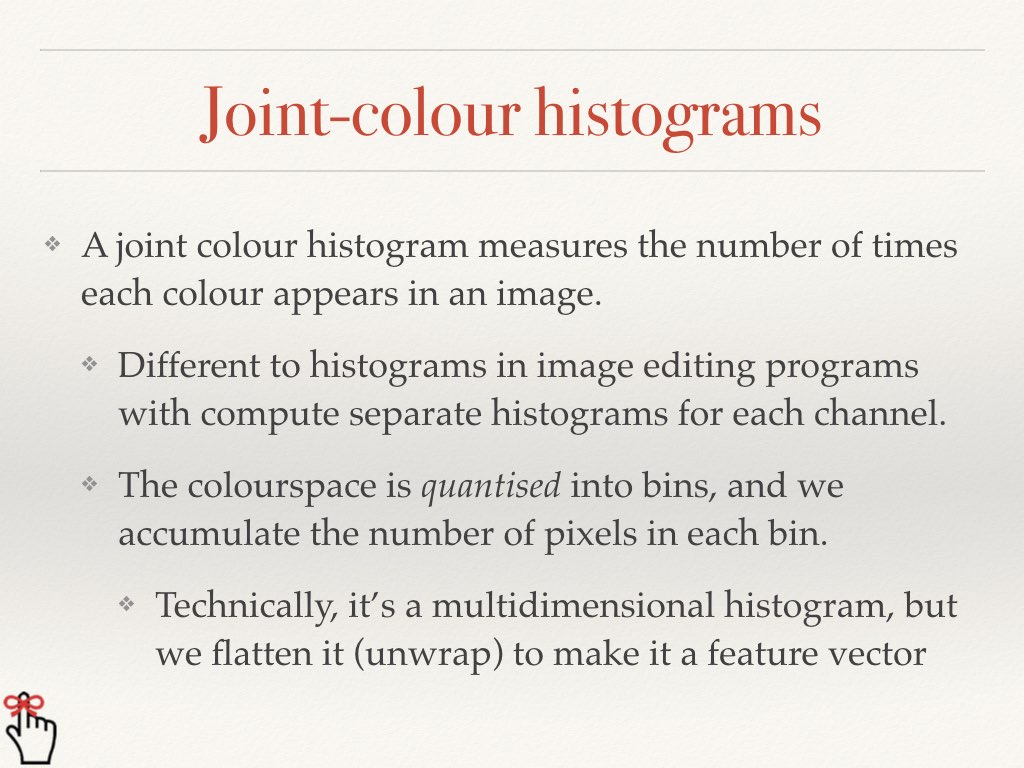 Joint-colour histograms
❖ A joint colour histogram measures the number of times
each colour appears in an image.
❖ Different to histograms in image editing programs
with compute separate histograms for each channel.
❖ The colourspace is quantised into bins, and we
accumulate the number of pixels in each bin.
❖ Technically, it’s a multidimensional histogram, but
we flatten it (unwrap) to make it a feature vector